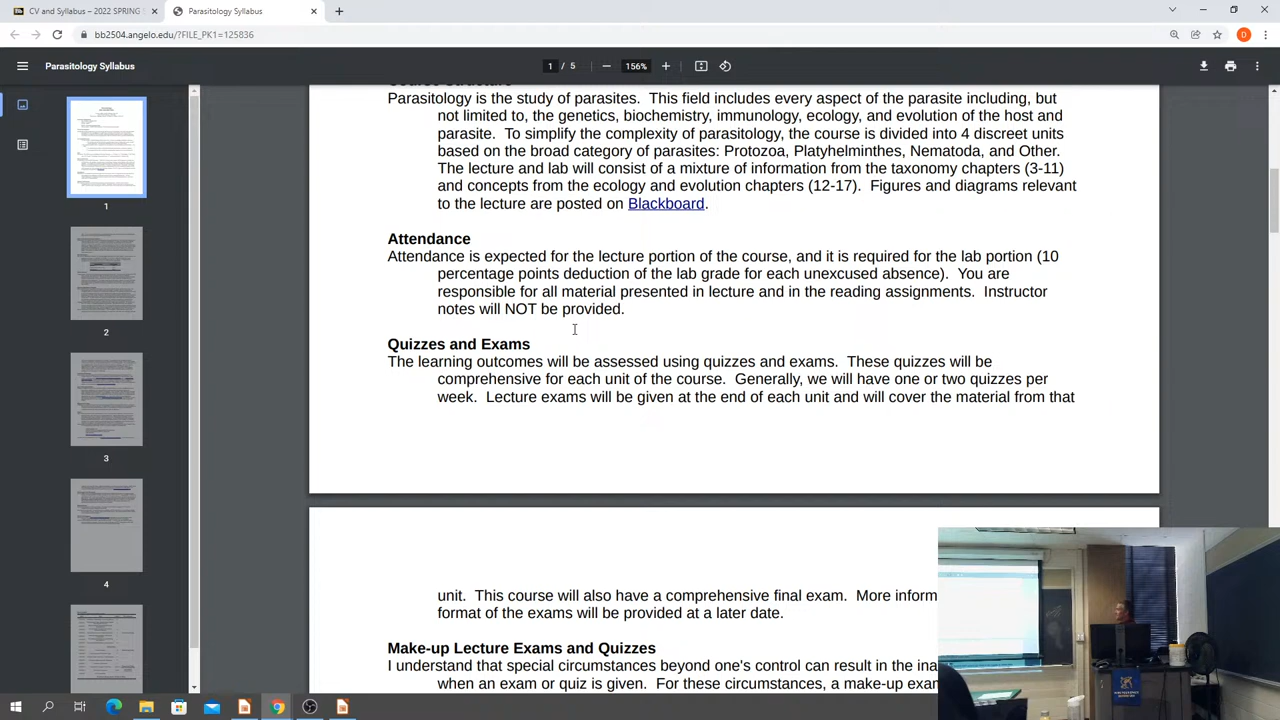 CV and Syllabus – 2022 SPRING
Parasitology Syllabus
bb2504.angelo.edu/?FILE_PK1=125836
D
Parasitology Syllabus
1 / 5
156%
Parasitology is the study of parasites. This field includes every aspect of the parasite including, but
not limited to the genetics, biochemistry, immunology, ecology, and evolution of the host and
parasite. To simplify the complexity of parasitology, the course is divided into 4 discreet units
based on the broad category of parasites: Protozoa, Platyhelminthes, Nematoda, and Other.
The lecture and lab will consist of a mixture of information from the taxonomy chapters (3-11)
and concepts from the ecology and evolution chapters (12-17). Figures and diagrams relevant
to the lecture are posted on Blackboard.
Attendance
Attendance is expected for the lecture portion of the course, and it is required for the lab portion (10
percentage points deduction of the lab grade for each unexcused absence). You are
responsible for all material presented in lecture and in the reading assignments. Instructor
notes will NOT be provided.
Quizzes and Exams
The learning outcomes will be assessed using quizzes and exams. These quizzes will be
comprehensive for each unit of the course. Generally, we will have one or two quizzes per
week. Lecture exams will be given at the end of each unit and will cover the material from that
unit. This course will also have a comprehensive final exam. More inform
format of the exams will be provided at a later date.
Make-up Lecture Exams and Quizzes
I understand that special circumstances beyond one's control can result in the ma
when an exam or quiz is given. For these circumstances, a make-up exam
1
2
3
4